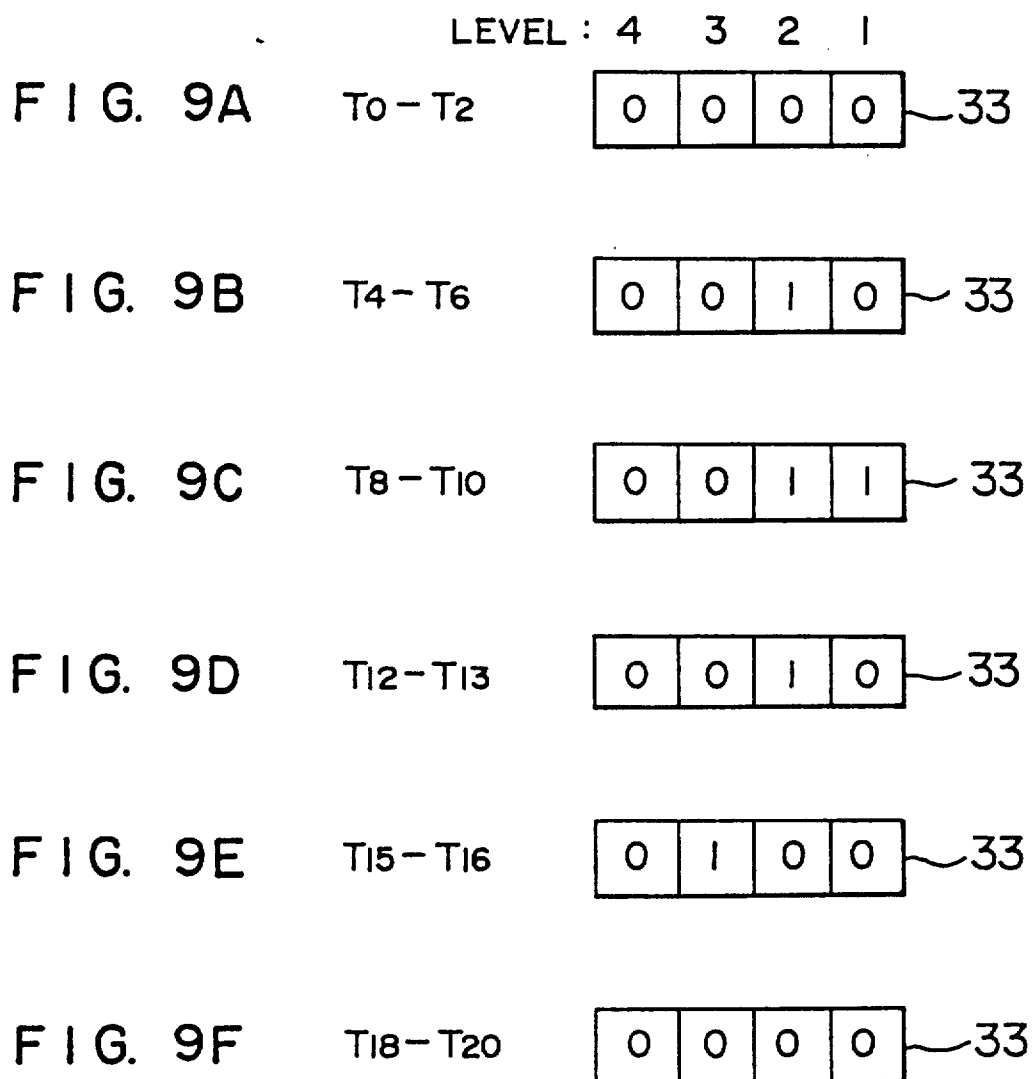 LEVEL : 4 3 2 1
FIG. 9A T0-T2 0 0 0 0 33
FIG. 9B T4-T6 0 0 1 0 33
FIG. 9C T8-T10 0 0 1 1 33
FIG. 9D T12-T13 0 0 1 0 33
FIG. 9E T15-T16 0 1 0 0 33
FIG. 9F T18-T20 0 0 0 0 33